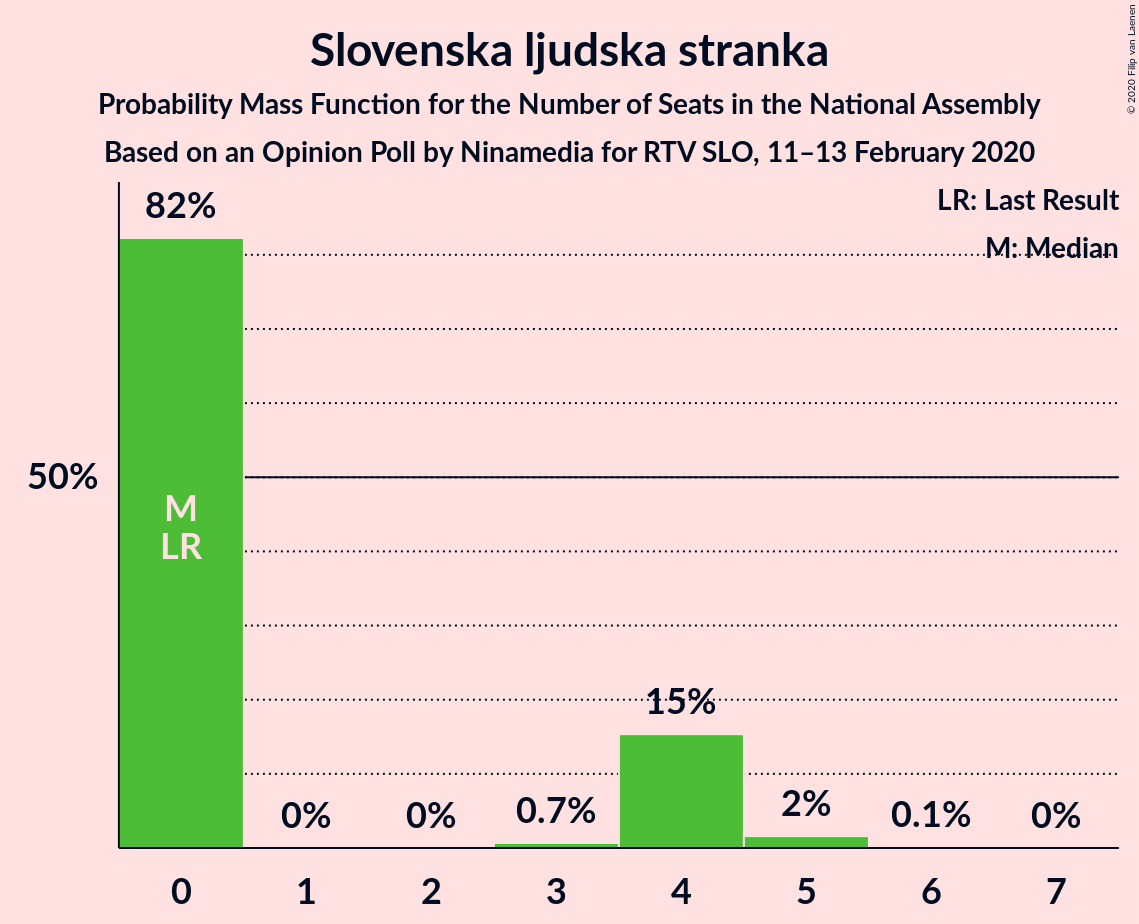 Slovenska ljudska stranka
Probability Mass Function for the Number of Seats in the National Assembly
Based on an Opinion Poll by Ninamedia for RTV SLO, 11–13 February 2020
© 2020 Filip van Laenen
LR: Last Result
M: Median
82%
50%
M
LR
15%
0%
0%
0.7%
2%
0.1%
0%
0 1 2 3 4 5 6 7